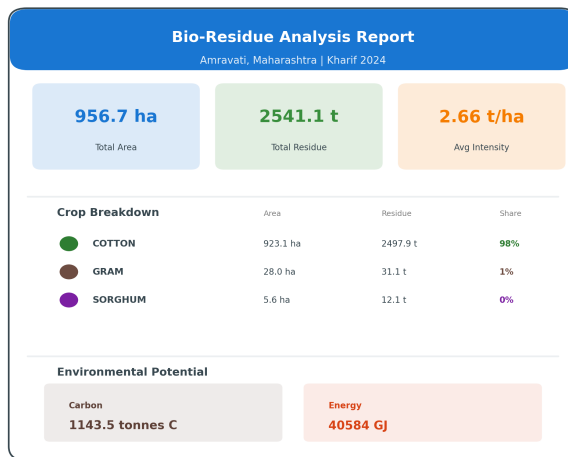 Bio-Residue Analysis Report
Amravati, Maharashtra | Kharif 2024
956.7 ha 2541.1 t 2.66 t/ha
Total Area Total Residue Avg Intensity
Crop Breakdown Area Residue Share
COTTON 923.1 ha 2497.9 t 98%
GRAM 28.0 ha 31.1 t 1%
SORGHUM 5.6 ha 12.1 t 0%
Environmental Potential
Carbon Energy
1143.5 tonnes C 40584 GJ